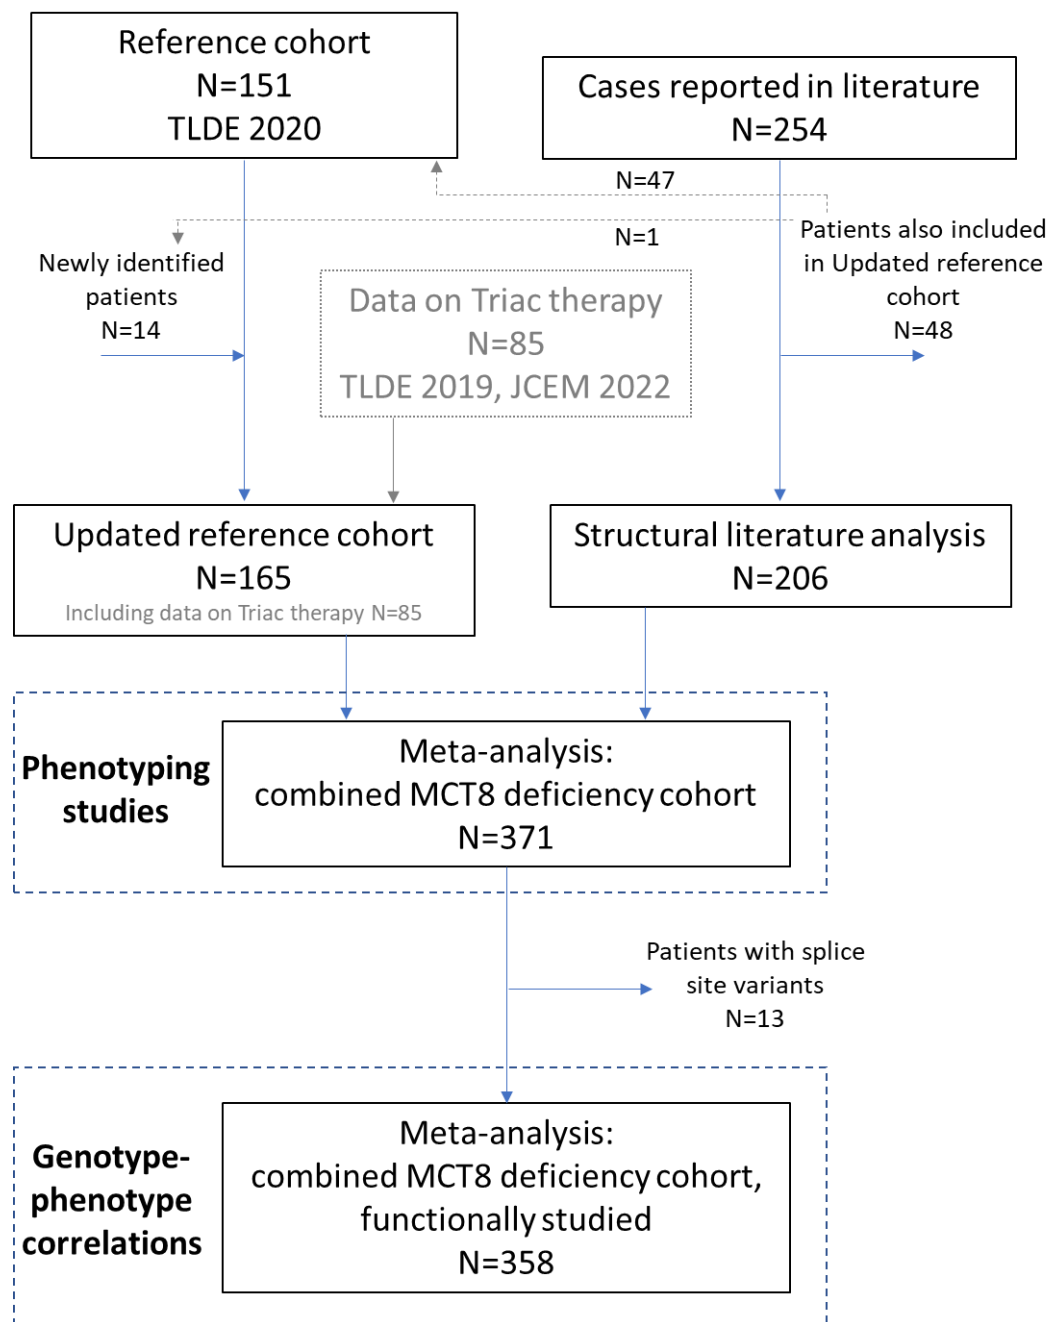 Reference cohort
N=151
TLDE 2020
Cases reported in literature
N=254
N=47
N=1
Patients also included
in Updated reference
cohort
N=48
Newly identified
patients
N=14
Data on Triac therapy
N=85
TLDE 2019, JCEM 2022
Updated reference cohort
N=165
Including data on Triac therapy N=85
Structural literature analysis
N=206
Phenotyping
studies
Meta-analysis:
combined MCT8 deficiency cohort
N=371
Patients with splice
site variants
N=13
Genotype-
phenotype
correlations
Meta-analysis:
combined MCT8 deficiency cohort,
functionally studied
N=358